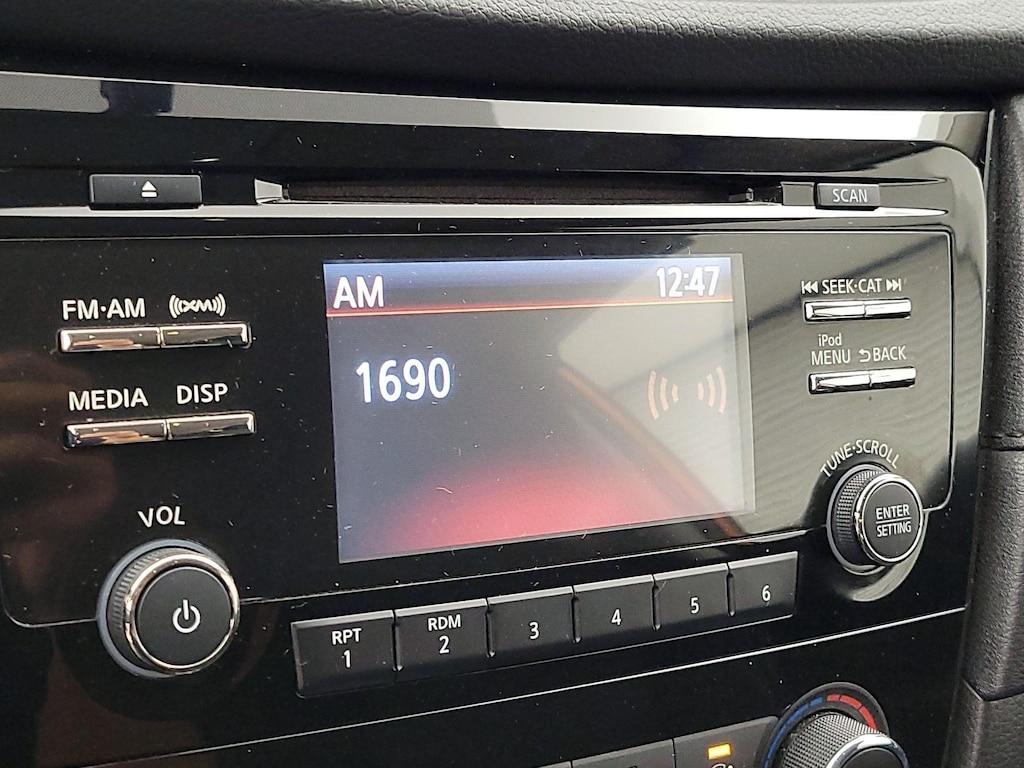 SCAN
FM·AM
((XM))
MEDIA
DISP
VOL
AM
12:47
1690
SEEK·CAT
iPod
MENU
BACK
TUNE·SCROLL
ENTER
SETTING
RPT
1
RDM
2
3
4
5
6